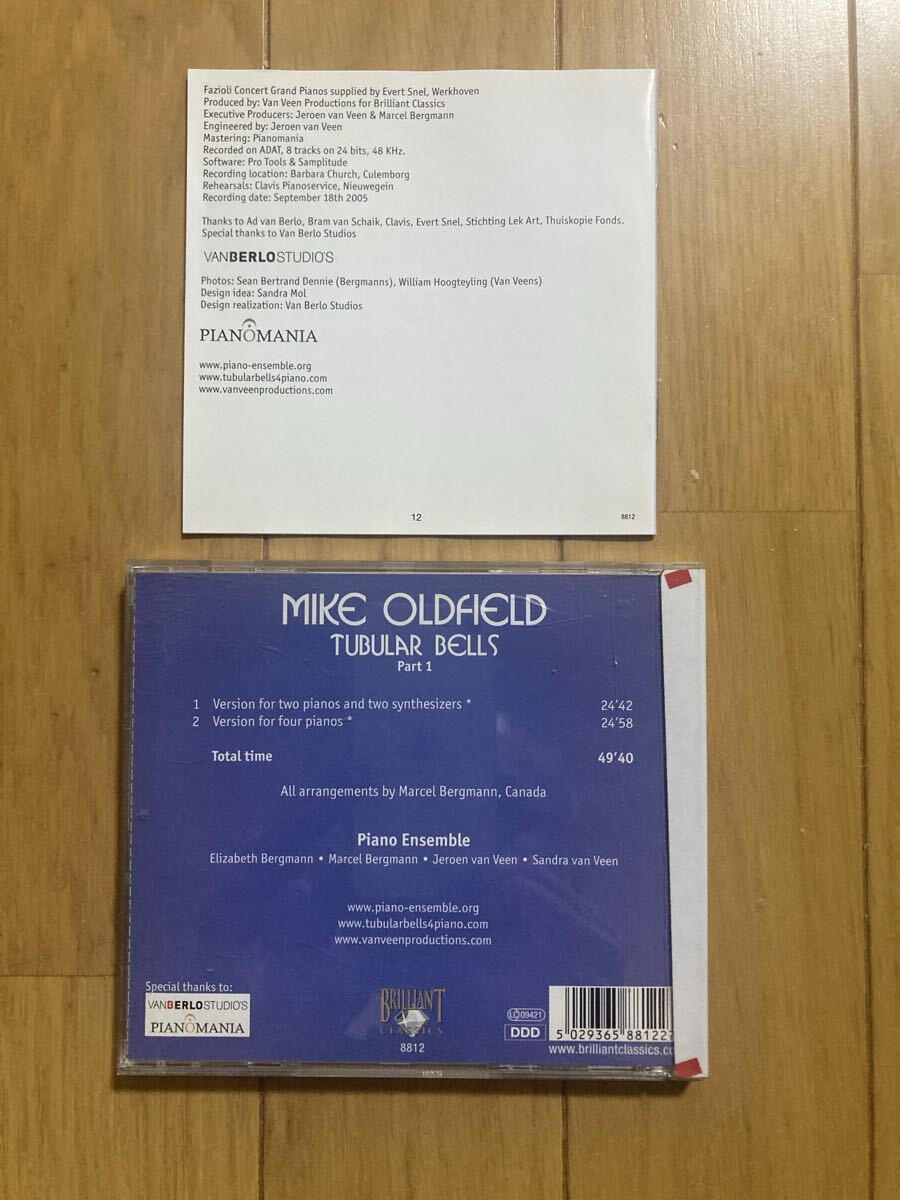 Fazioli Concert Grand Pianos supplied by Evert Snel, Werkhoven
Produced by: Van Veen Productions for Brilliant Classics
Executive Producers: Jeroen van Veen & Marcel Bergmann
Engineered by: Jeroen van Veen
Mastering: Pianomania
Recorded on ADAT, 8 tracks on 24 bits, 48 KHz.
Software: Pro Tools & Samplitude
Recording location: Barbara Church, Culemborg
Rehearsals: Clavis Pianoservice, Nieuwegein
Recording date: September 18th 2005
Thanks to Ad van Berlo, Bram van Schaik, Clavis, Evert Snel, Stichting Lek Art, Thuiskopie Fonds.
Special thanks to Van Berlo Studios
VANBERLOSTUDIO'S
Photos: Sean Bertrand Dennie (Bergmanns), William Hoogteyling (Van Veens)
Design idea: Sandra Mol
Design realization: Van Berlo Studios
PIANOMANIA
www.piano-ensemble.org
www.tubularbells4piano.com
www.vanveenproductions.com
12
8812
MIKE OLDFIELD
TUBULAR BELLS
Part 1
1 Version for two pianos and two synthesizers * 24'42
2 Version for four pianos * 24'58
Total time 49'40
All arrangements by Marcel Bergmann, Canada
Piano Ensemble
Elizabeth Bergmann • Marcel Bergmann • Jeroen van Veen • Sandra van Veen
www.piano-ensemble.org
www.tubularbells4piano.com
www.vanveenproductions.com
Special thanks to:
VANBERLOSTUDIO'S
PIANOMANIA
BRILLIANT
CLASSICS
8812
LC 09421
DDD
5 029365 881227
www.brilliantclassics.co